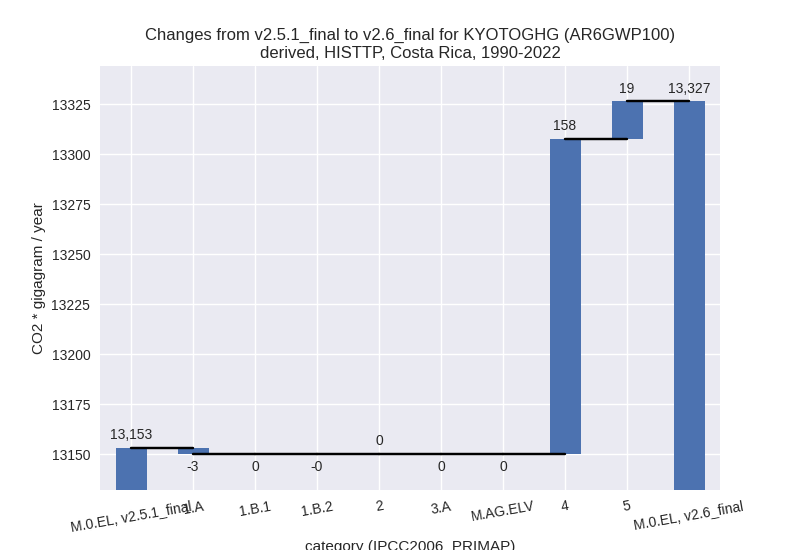 Changes from v2.5.1_final to v2.6_final for KYOTOGHG (AR6GWP100)
derived, HISTTP, Costa Rica, 1990-2022
CO2 * gigagram / year
13325
13300
13275
13250
13225
13200
13175
13150
13,153
-3
0
-0
0
0
0
158
19
13,327
M.0.EL, v2.5.1_final
1.A
1.B.1
1.B.2
2
3.A
M.AG.ELV
4
5
M.0.EL, v2.6_final
category (IPCC2006_PRIMAP)